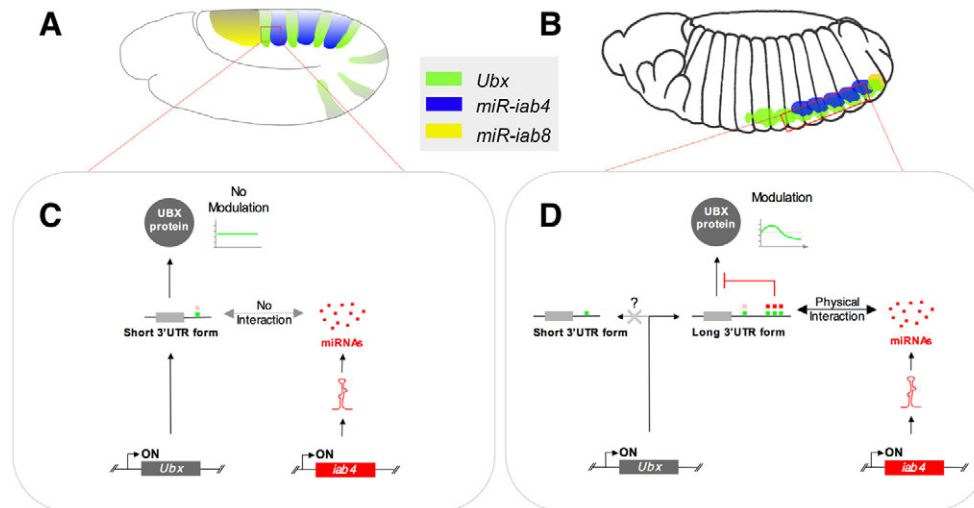 A
B
Ubx
miR-iab4
miR-iab8
C
No
Modulation
UBX
protein
No
Interaction
Short 3'UTR form
miRNAs
ON
Ubx
ON
iab4
D
Modulation
UBX
protein
?
Physical
Interaction
Short 3'UTR form
Long 3'UTR form
miRNAs
ON
Ubx
ON
iab4